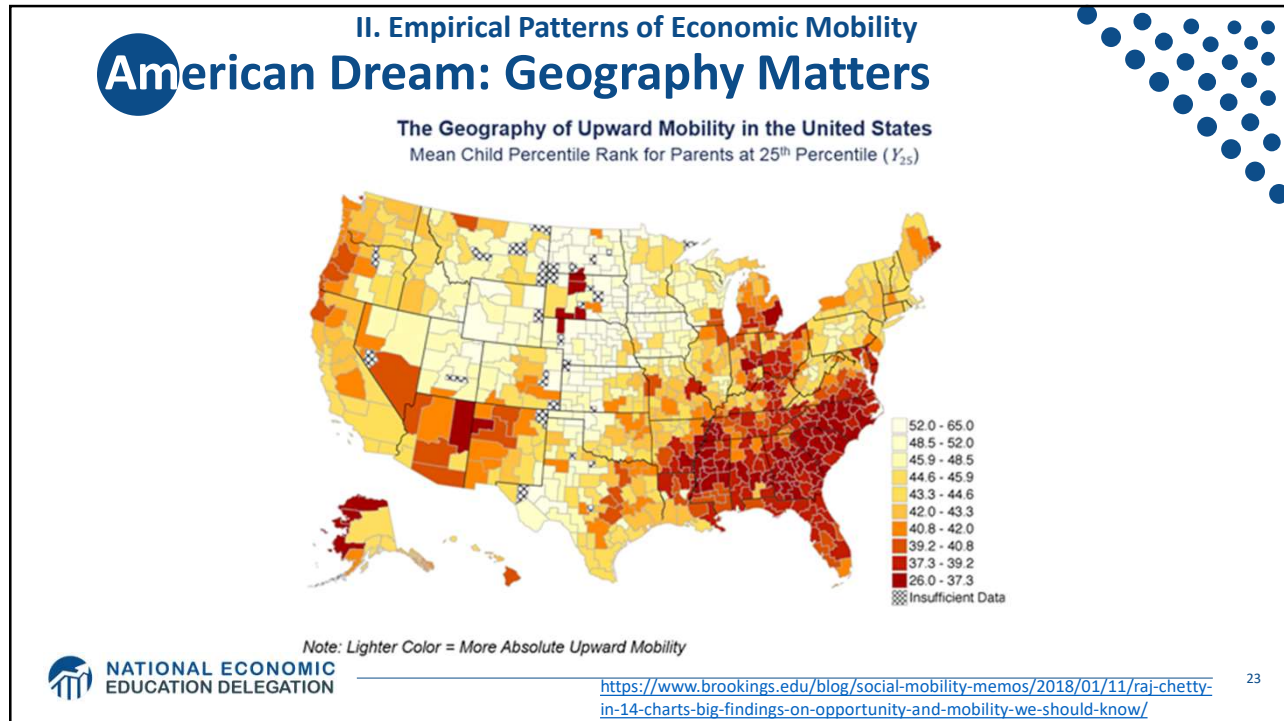 II. Empirical Patterns of Economic Mobility
American Dream: Geography Matters
The Geography of Upward Mobility in the United States
Mean Child Percentile Rank for Parents at 25th Percentile (Y25)
52.0 - 65.0
48.5 - 52.0
45.9 - 48.5
44.6 - 45.9
43.3 - 44.6
42.0 - 43.3
40.8 - 42.0
39.2 - 40.8
37.3 - 39.2
26.0 - 37.3
Insufficient Data
Note: Lighter Color = More Absolute Upward Mobility
NATIONAL ECONOMIC
EDUCATION DELEGATION
https://www.brookings.edu/blog/social-mobility-memos/2018/01/11/raj-chetty-
in-14-charts-big-findings-on-opportunity-and-mobility-we-should-know/
23